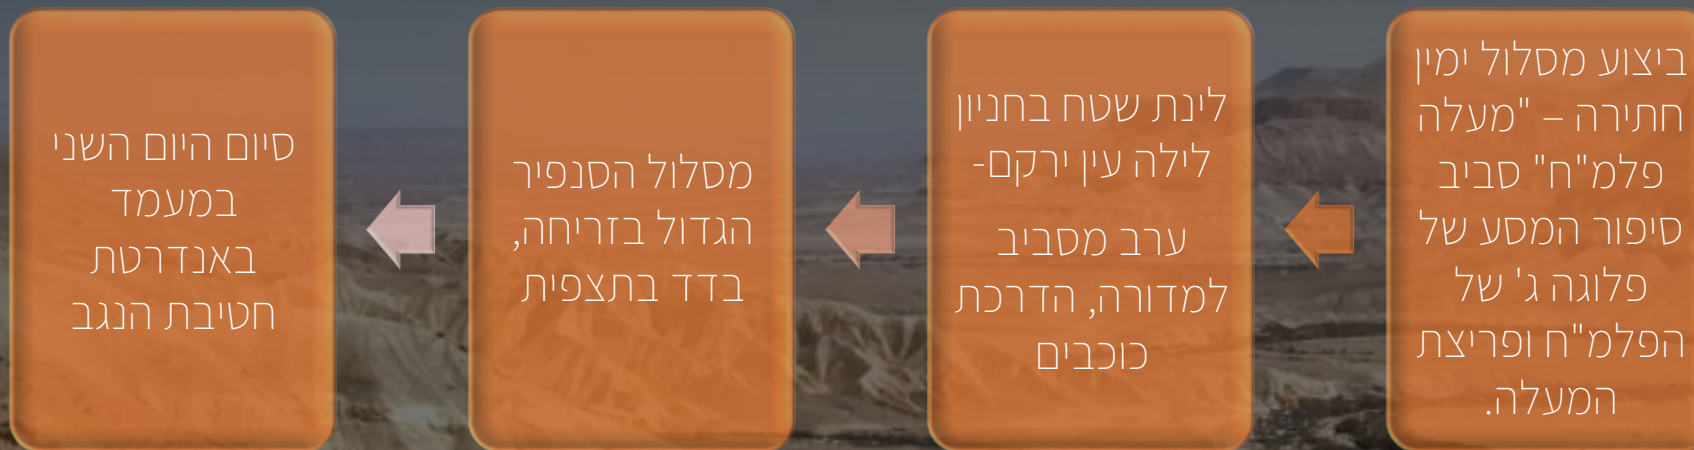 ביצוע מסלול ימין
חתירה – "מעלה
פלמ"ח" סביב
סיפור המסע של
פלוגה ג' של
הפלמ"ח ופריצת
המעלה.
לינת שטח בחניון
לילה עין ירקם-
ערב מסביב
למדורה, הדרכת
כוכבים
מסלול הסנפיר
הגדול בזריחה,
בדד בתצפית
סיום היום השני
במעמד
באנדרטת
חטיבת הנגב